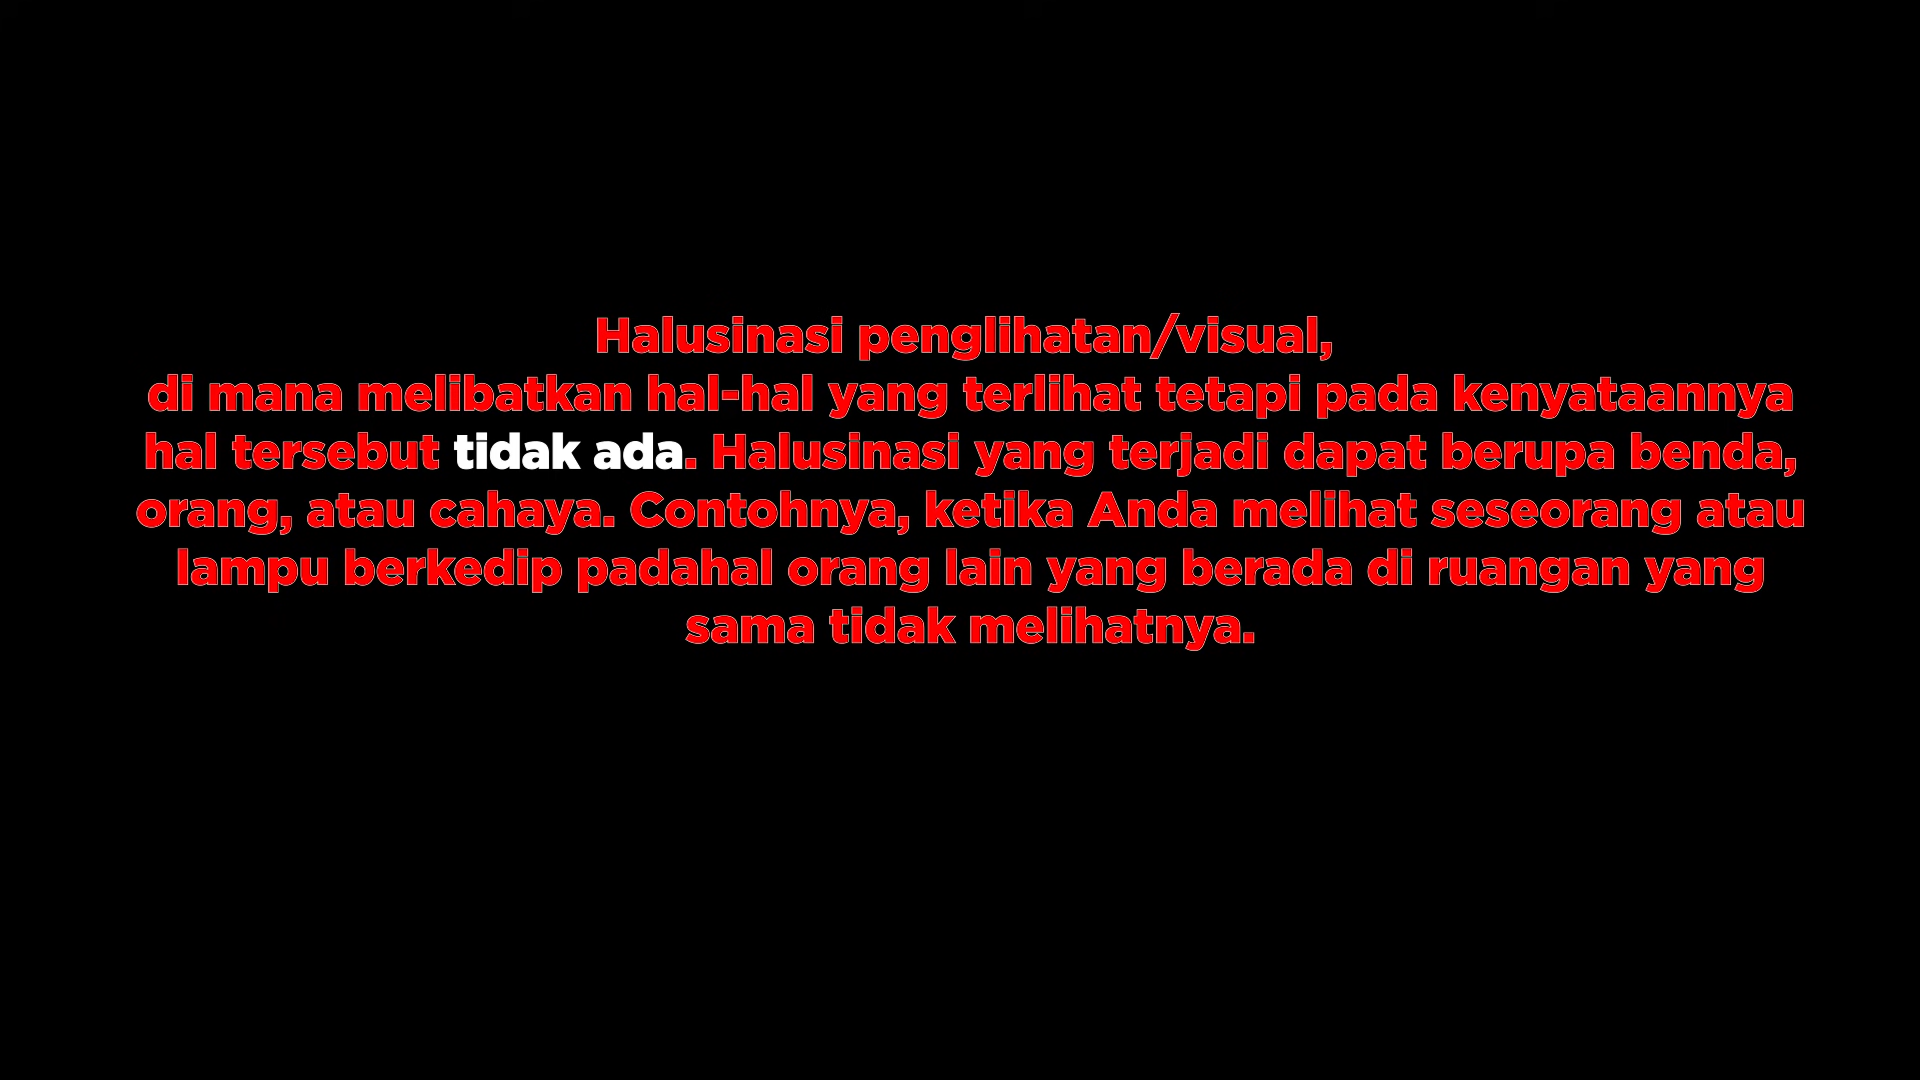 Halusinasi penglihatan/visual,
di mana melibatkan hal-hal yang terlihat tetapi pada kenyataannya
hal tersebut tidak ada. Halusinasi yang terjadi dapat berupa benda,
orang, atau cahaya. Contohnya, ketika Anda melihat seseorang atau
lampu berkedip padahal orang lain yang berada di ruangan yang
sama tidak melihatnya.